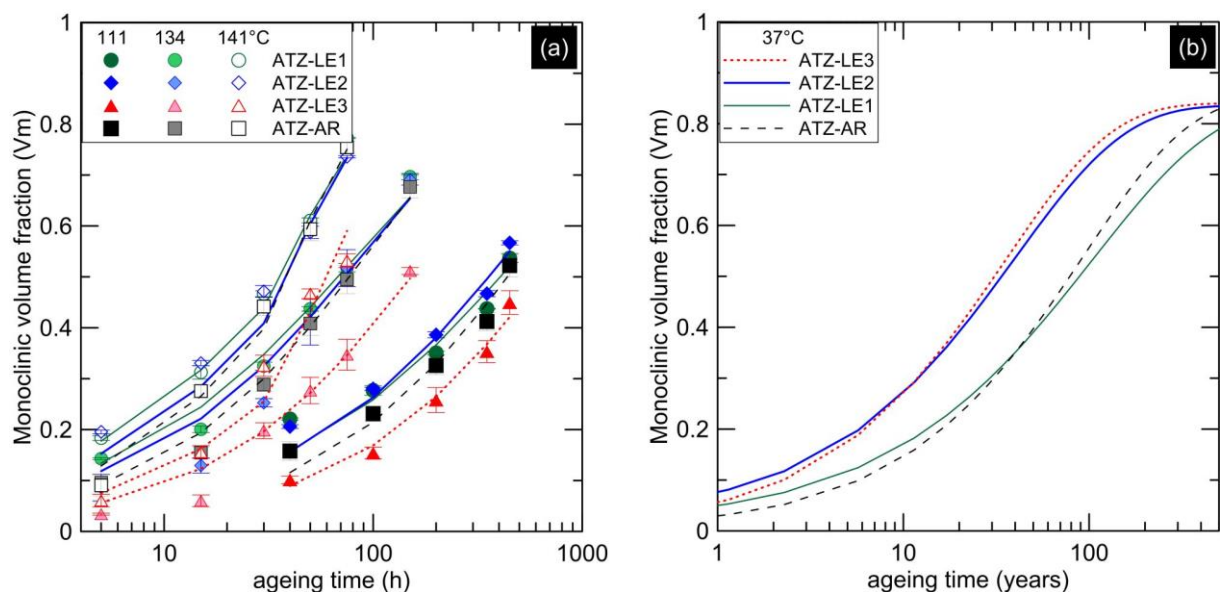 111 134 141°C
ATZ-LE1
ATZ-LE2
ATZ-LE3
ATZ-AR
(a)
1
0.8
0.6
0.4
0.2
0
Monoclinic volume fraction (Vm)
10 100 1000
ageing time (h)
37°C
ATZ-LE3
ATZ-LE2
ATZ-LE1
ATZ-AR
(b)
1
0.8
0.6
0.4
0.2
0
Monoclinic volume fraction (Vm)
1 10 100
ageing time (years)